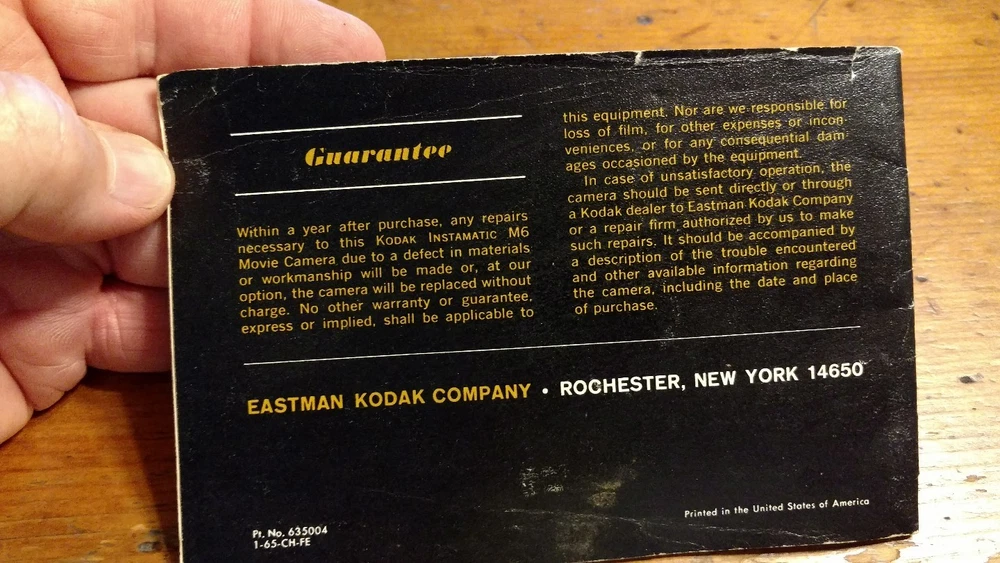 Guarantee
Within a year after purchase, any repairs
necessary to this KODAK INSTAMATIC M6
Movie Camera due to a defect in materials
or workmanship will be made or, at our
option, the camera will be replaced without
charge. No other warranty or guarantee,
express or implied, shall be applicable to
this equipment. Nor are we responsible for
loss of film, for other expenses or incon-
veniences, or for any consequential dam-
ages occasioned by the equipment.
In case of unsatisfactory operation, the
camera should be sent directly or through
a Kodak dealer to Eastman Kodak Company
or a repair firm authorized by us to make
such repairs. It should be accompanied by
a description of the trouble encountered
and other available information regarding
the camera, including the date and place
of purchase.
EASTMAN KODAK COMPANY • ROCHESTER, NEW YORK 14650
Pt. No. 635004
1-65-CH-FE
Printed in the United States of America